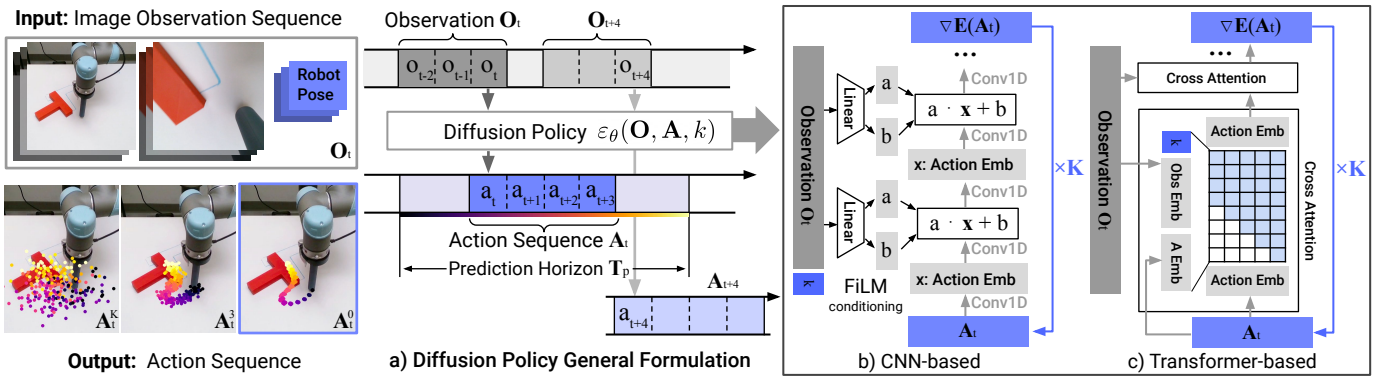 Input: Image Observation Sequence
Robot
Pose
Oₜ
Aₜᴷ
Aₜ³
Aₜ⁰
Output: Action Sequence
Observation Oₜ
Oₜ₊₄
oₜ₋₂ oₜ₋₁ oₜ
oₜ₊₄
Diffusion Policy εθ(O, A, k)
aₜ aₜ₊₁ aₜ₊₂ aₜ₊₃
Action Sequence Aₜ
Prediction Horizon Tₚ
Aₜ₊₄
aₜ₊₄
a) Diffusion Policy General Formulation
▽E(Aₜ)
...
Conv1D
Observation Oₜ
Linear
a
b
a · x + b
Conv1D
x: Action Emb
×K
Linear
a
b
a · x + b
Conv1D
x: Action Emb
k
FiLM
conditioning
Conv1D
Aₜ
b) CNN-based
▽E(Aₜ)
...
Cross Attention
Observation Oₜ
Action Emb
k
Obs Emb
A Emb
Cross Attention
Action Emb
×K
Aₜ
c) Transformer-based